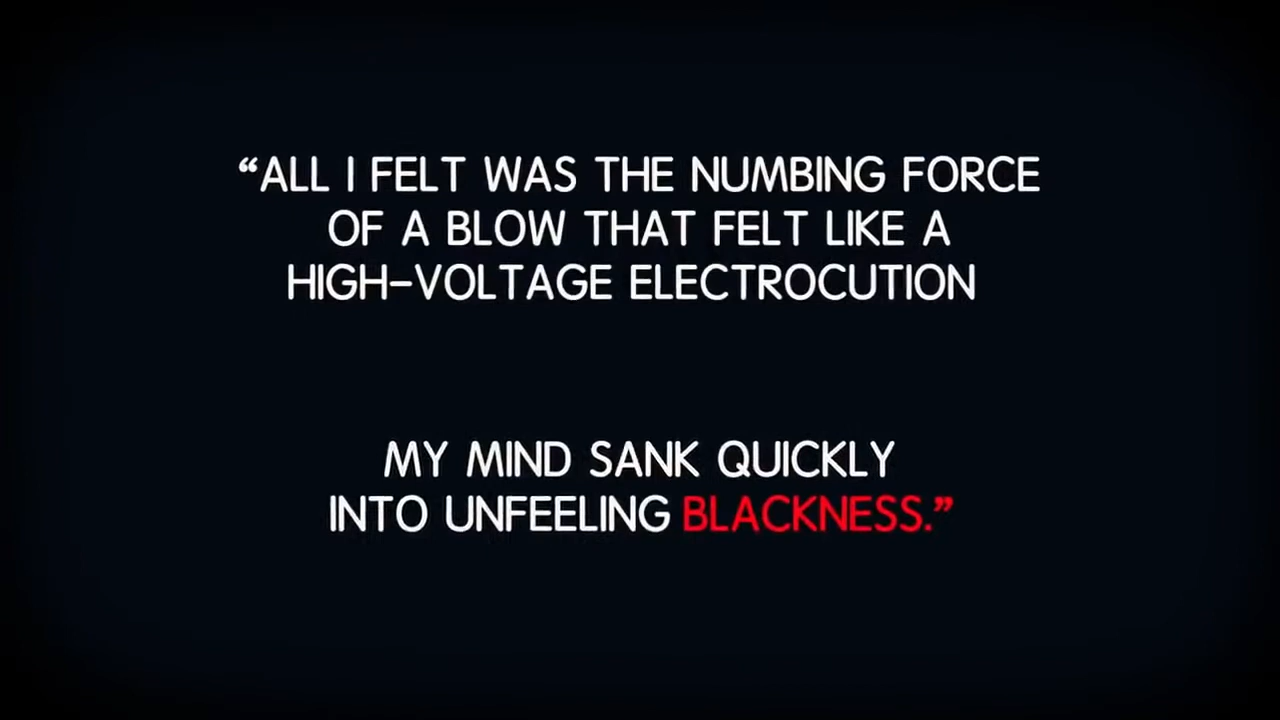 “ALL I FELT WAS THE NUMBING FORCE
OF A BLOW THAT FELT LIKE A
HIGH-VOLTAGE ELECTROCUTION
MY MIND SANK QUICKLY
INTO UNFEELING BLACKNESS.”